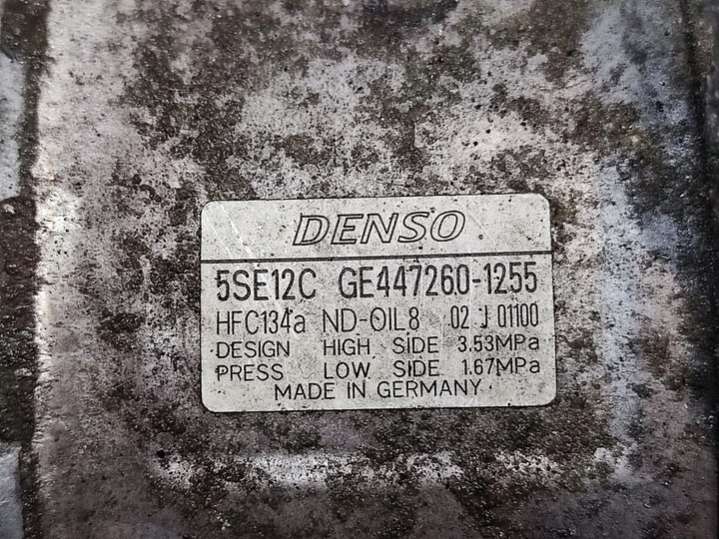 DENSO
5SE12C GE447260-1255
HFC134a ND-OIL8 02 J 01100
DESIGN HIGH SIDE 3.53MPa
PRESS LOW SIDE 1.67MPa
MADE IN GERMANY